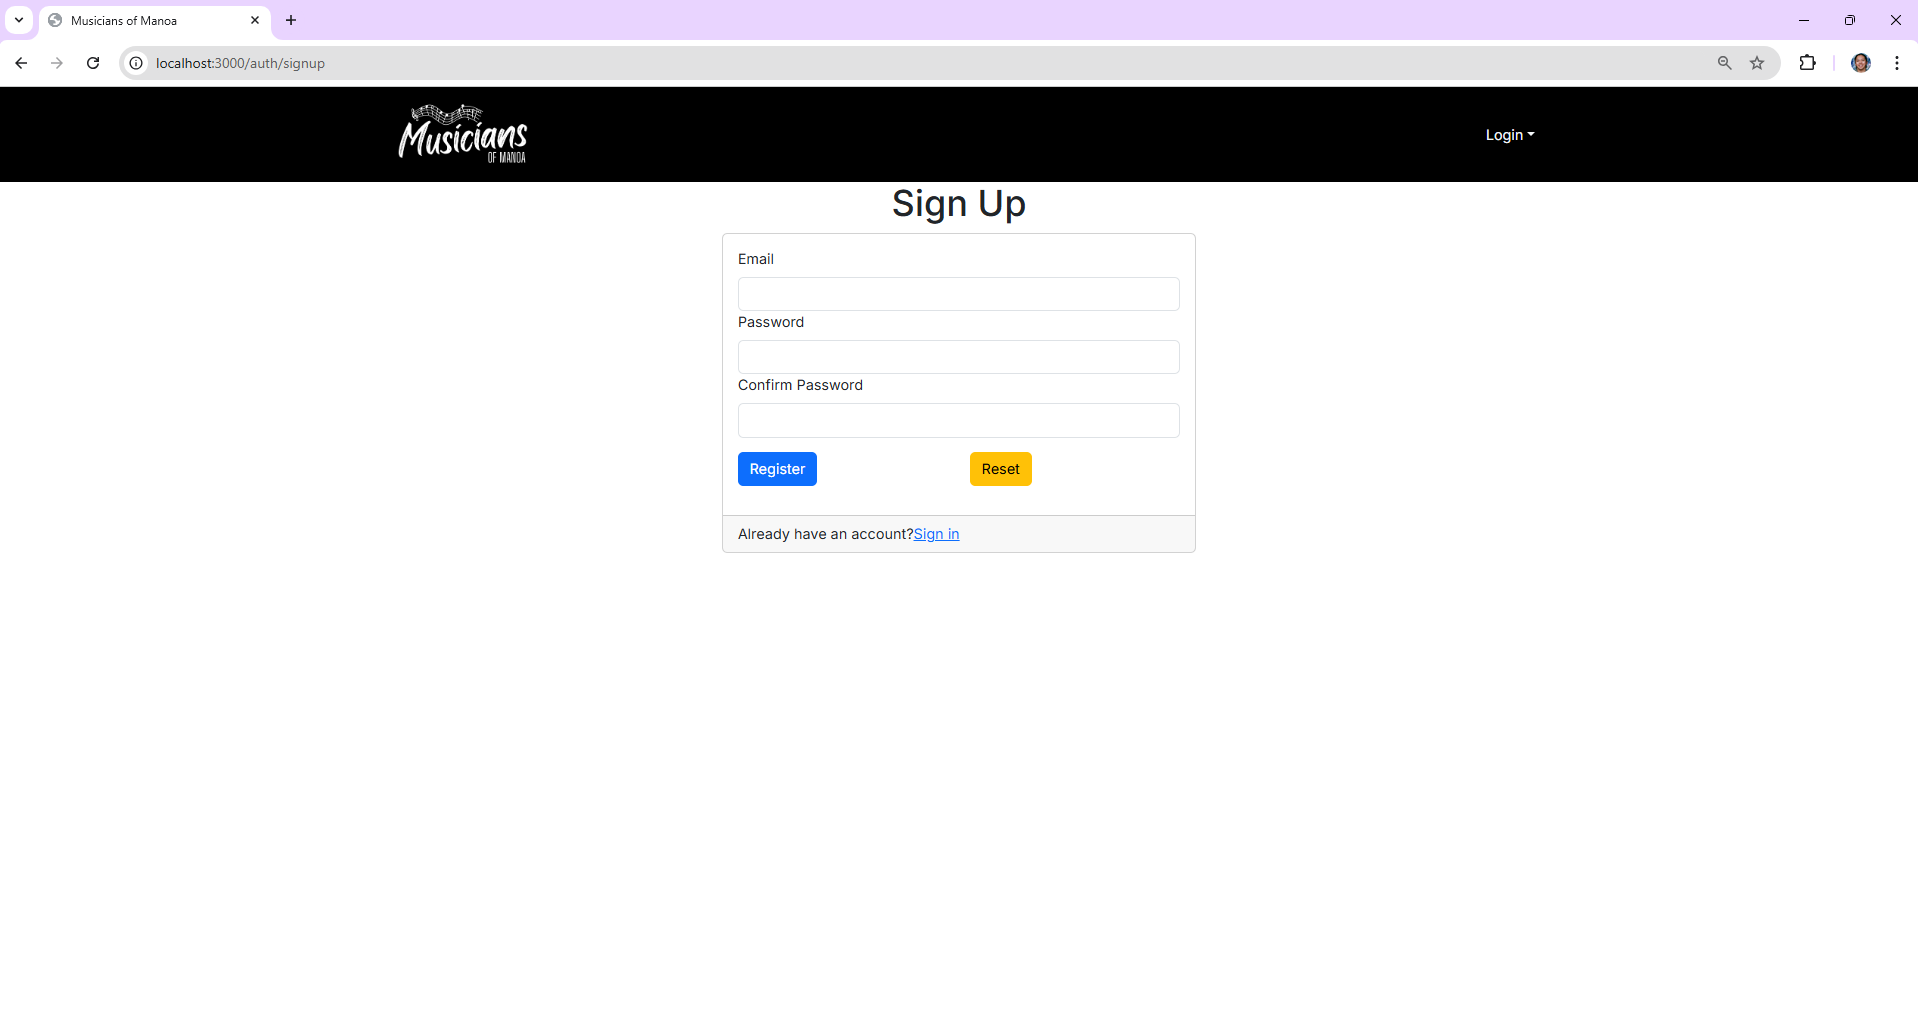 Musicians of Manoa
localhost:3000/auth/signup
Musicians
OF MANOA
Login
Sign Up
Email
Password
Confirm Password
Register Reset
Already have an account?Sign in